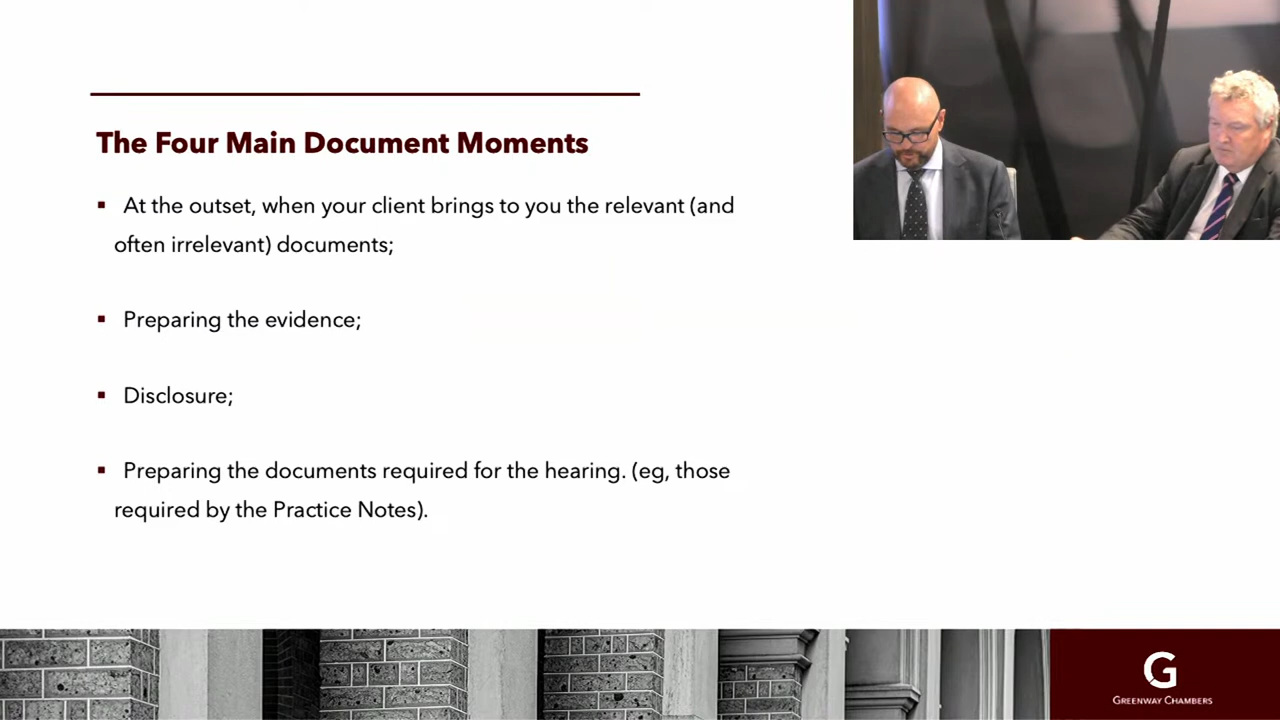 The Four Main Document Moments
▪ At the outset, when your client brings to you the relevant (and
often irrelevant) documents;
▪ Preparing the evidence;
▪ Disclosure;
▪ Preparing the documents required for the hearing. (eg, those
required by the Practice Notes).
G
GREENWAY CHAMBERS